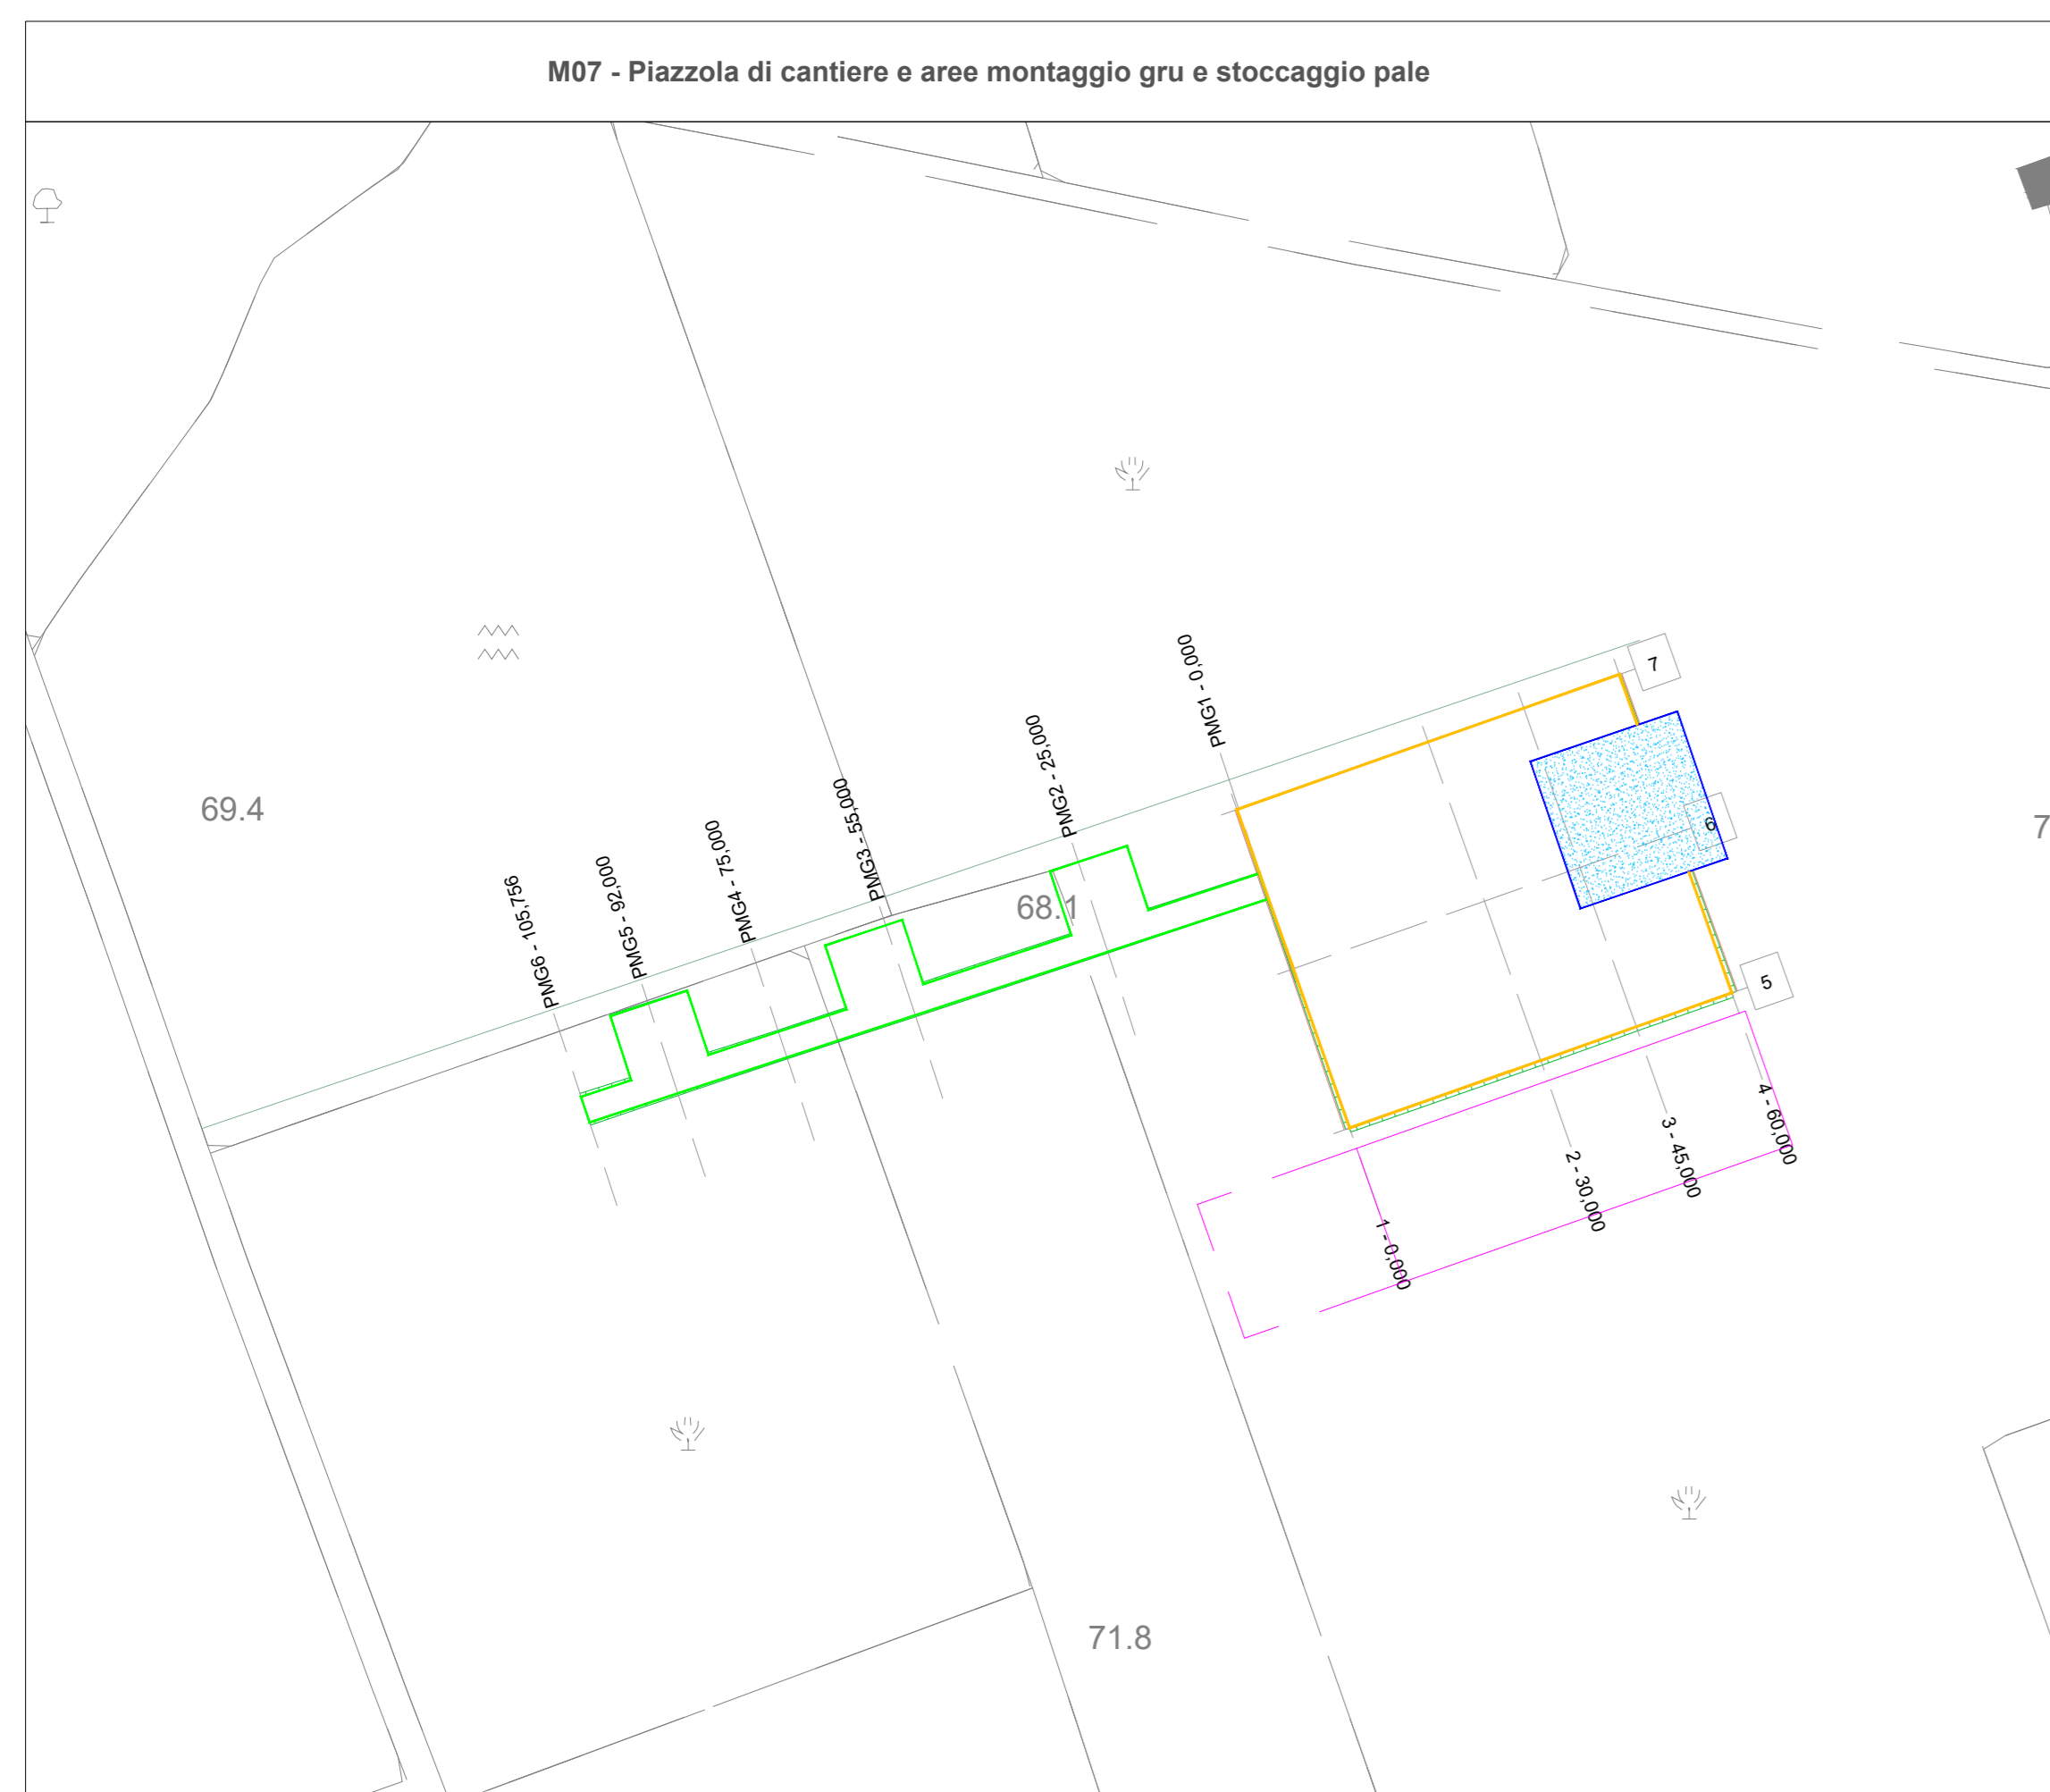 M07 - Piazzola di cantiere e aree montaggio gru e stoccaggio pale
7
PMG1 - 0,000
PMG2 - 25,000
PMG3 - 55,000
PMG4 - 75,000
PMG5 - 92,000
PMG6 - 105,756
69.4
6
7
68.1
5
4 - 60,000
3 - 45,000
2 - 30,000
1 - 0,000
71.8